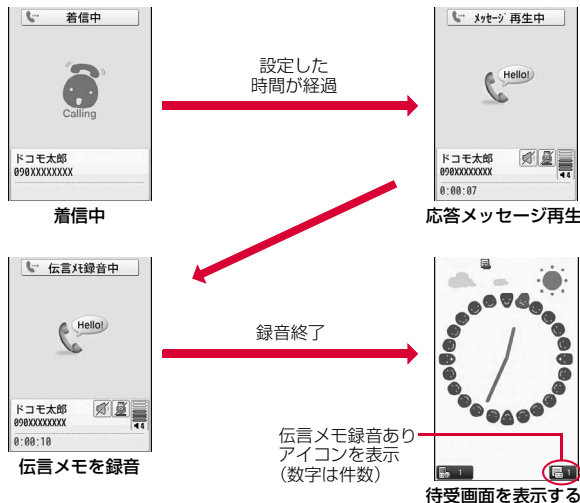 着信中
Calling
ドコモ太郎
090XXXXXXXX
着信中
設定した
時間が経過
ﾒｯｾｰｼﾞ再生中
Hello!
ドコモ太郎
090XXXXXXXX
4
0:00:07
応答メッセージ再生
伝言ﾒﾓ録音中
Hello!
ドコモ太郎
090XXXXXXXX
4
0:00:10
伝言メモを録音
録音終了
伝言メモ録音あり
アイコンを表示
（数字は件数）
1
1
待受画面を表示する